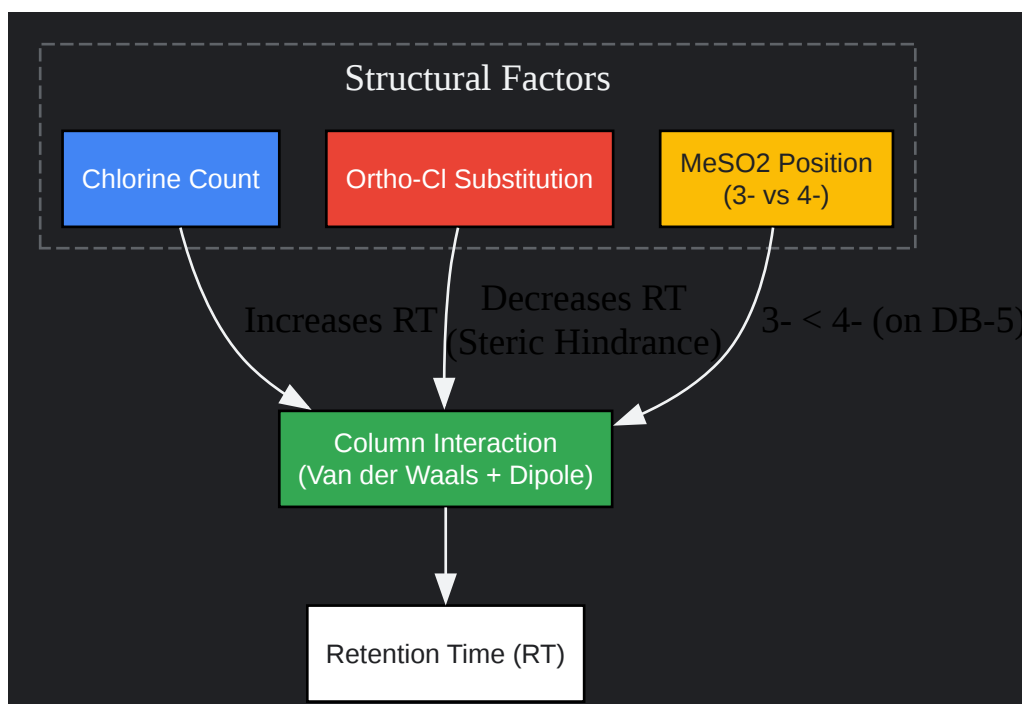 Structural Factors
Chlorine Count
Ortho-Cl Substitution
MeSO2 Position
(3- vs 4-)
Increases RT
Decreases RT
(Steric Hindrance)
3- < 4- (on DB-5)
Column Interaction
(Van der Waals + Dipole)
Retention Time (RT)